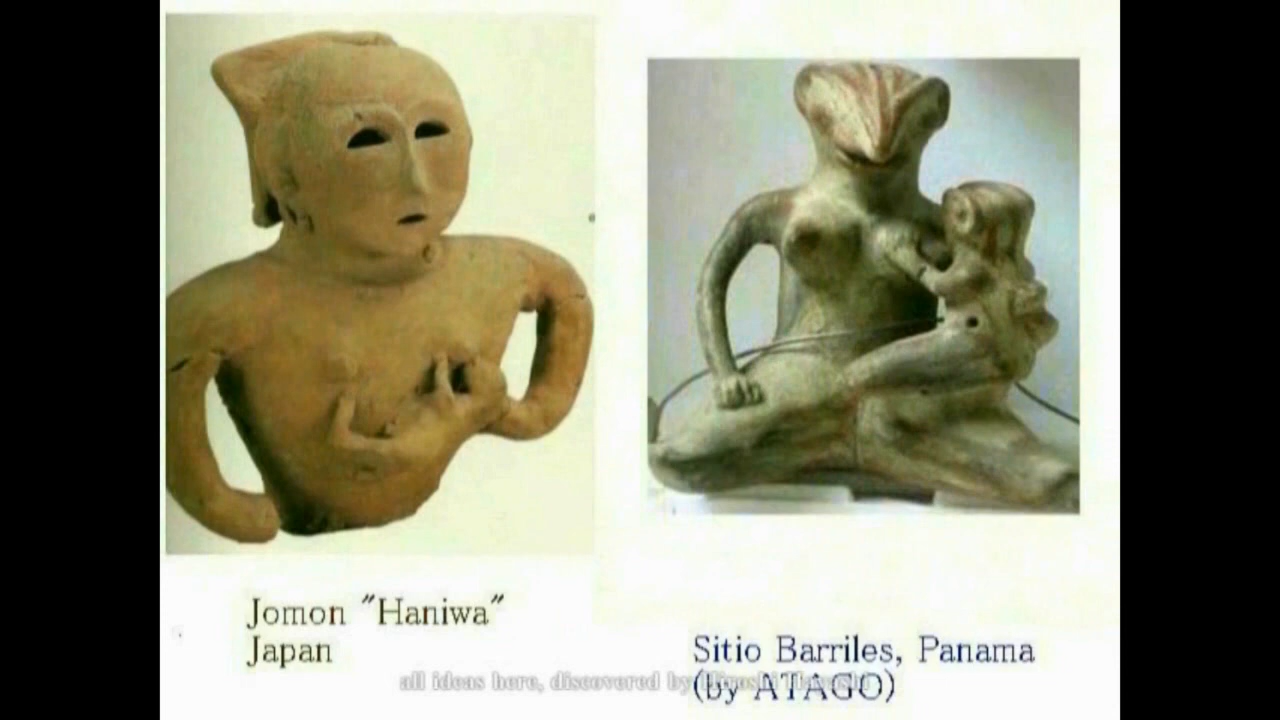 Jomon "Haniwa"
Japan
Sitio Barriles, Panama
(by ATAGO)
all ideas here, discovered by